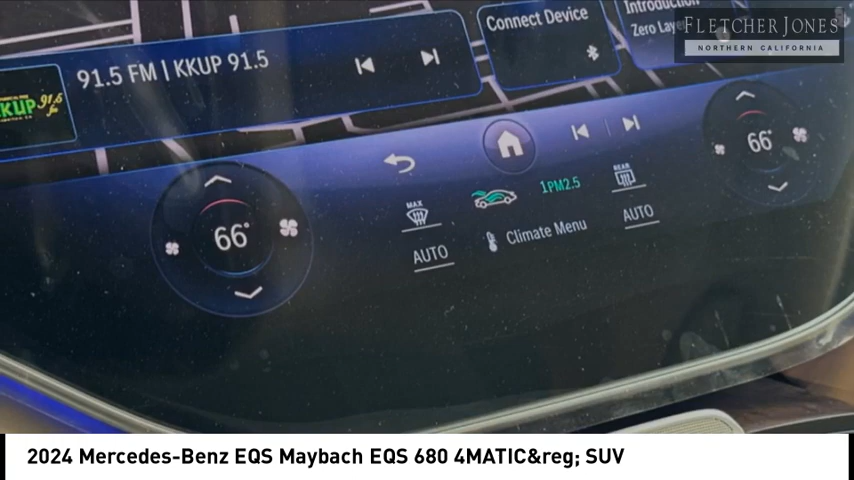 FLETCHER JONES
NORTHERN CALIFORNIA
Connect Device
Zero Layer
91.5 FM | KKUP 91.5
KKUP 91.5
fm
66°
66°
MAX
REAR
1PM2.5
AUTO
Climate Menu
AUTO
2024 Mercedes-Benz EQS Maybach EQS 680 4MATIC&reg; SUV